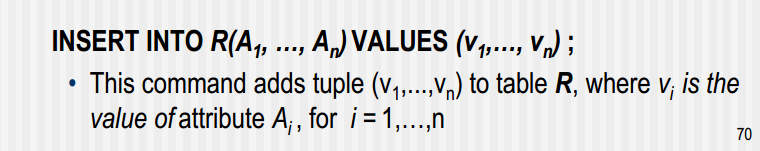 INSERT INTO R(A₁, ..., Aₙ) VALUES (v₁,..., vₙ) ;
• This command adds tuple (v₁,...,vₙ) to table R, where vᵢ is the
value of attribute Aᵢ, for i = 1,...,n
70